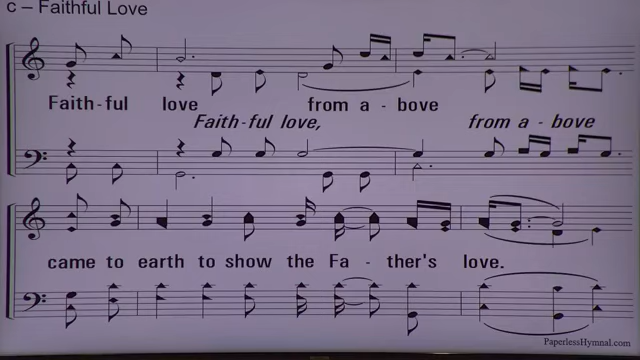 c – Faithful Love
Faith-ful love from a - bove
Faith-ful love, from a - bove
came to earth to show the Fa - ther's love.
PaperlessHymnal.com